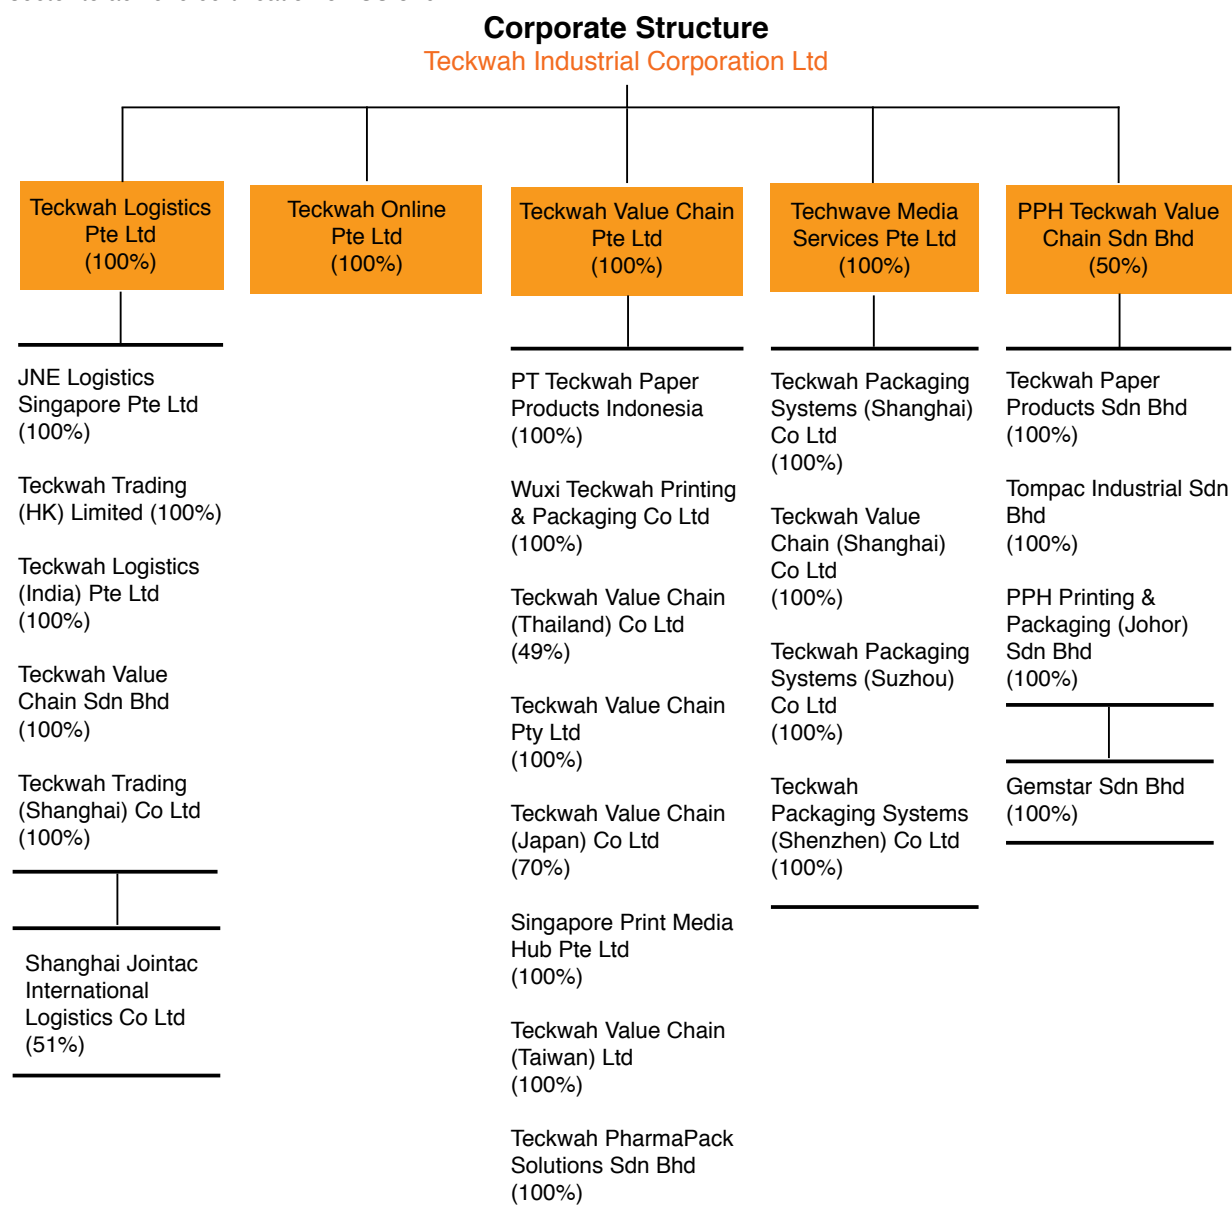 Corporate Structure
Teckwah Industrial Corporation Ltd
Teckwah Logistics
Pte Ltd
(100%)
Teckwah Online
Pte Ltd
(100%)
Teckwah Value Chain
Pte Ltd
(100%)
Techwave Media
Services Pte Ltd
(100%)
PPH Teckwah Value
Chain Sdn Bhd
(50%)
JNE Logistics
Singapore Pte Ltd
(100%)
Teckwah Trading
(HK) Limited (100%)
Teckwah Logistics
(India) Pte Ltd
(100%)
Teckwah Value
Chain Sdn Bhd
(100%)
Teckwah Trading
(Shanghai) Co Ltd
(100%)
Shanghai Jointac
International
Logistics Co Ltd
(51%)
PT Teckwah Paper
Products Indonesia
(100%)
Wuxi Teckwah Printing
& Packaging Co Ltd
(100%)
Teckwah Value Chain
(Thailand) Co Ltd
(49%)
Teckwah Value Chain
Pty Ltd
(100%)
Teckwah Value Chain
(Japan) Co Ltd
(70%)
Singapore Print Media
Hub Pte Ltd
(100%)
Teckwah Value Chain
(Taiwan) Ltd
(100%)
Teckwah PharmaPack
Solutions Sdn Bhd
(100%)
Teckwah Packaging
Systems (Shanghai)
Co Ltd
(100%)
Teckwah Value
Chain (Shanghai)
Co Ltd
(100%)
Teckwah Packaging
Systems (Suzhou)
Co Ltd
(100%)
Teckwah
Packaging Systems
(Shenzhen) Co Ltd
(100%)
Teckwah Paper
Products Sdn Bhd
(100%)
Tompac Industrial Sdn
Bhd
(100%)
PPH Printing &
Packaging (Johor)
Sdn Bhd
(100%)
Gemstar Sdn Bhd
(100%)